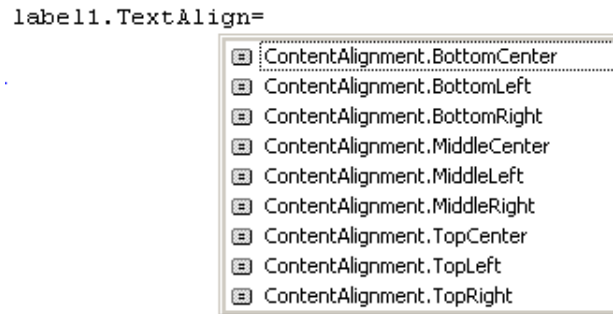 label1.TextAlign=
ContentAlignment.BottomCenter
ContentAlignment.BottomLeft
ContentAlignment.BottomRight
ContentAlignment.MiddleCenter
ContentAlignment.MiddleLeft
ContentAlignment.MiddleRight
ContentAlignment.TopCenter
ContentAlignment.TopLeft
ContentAlignment.TopRight